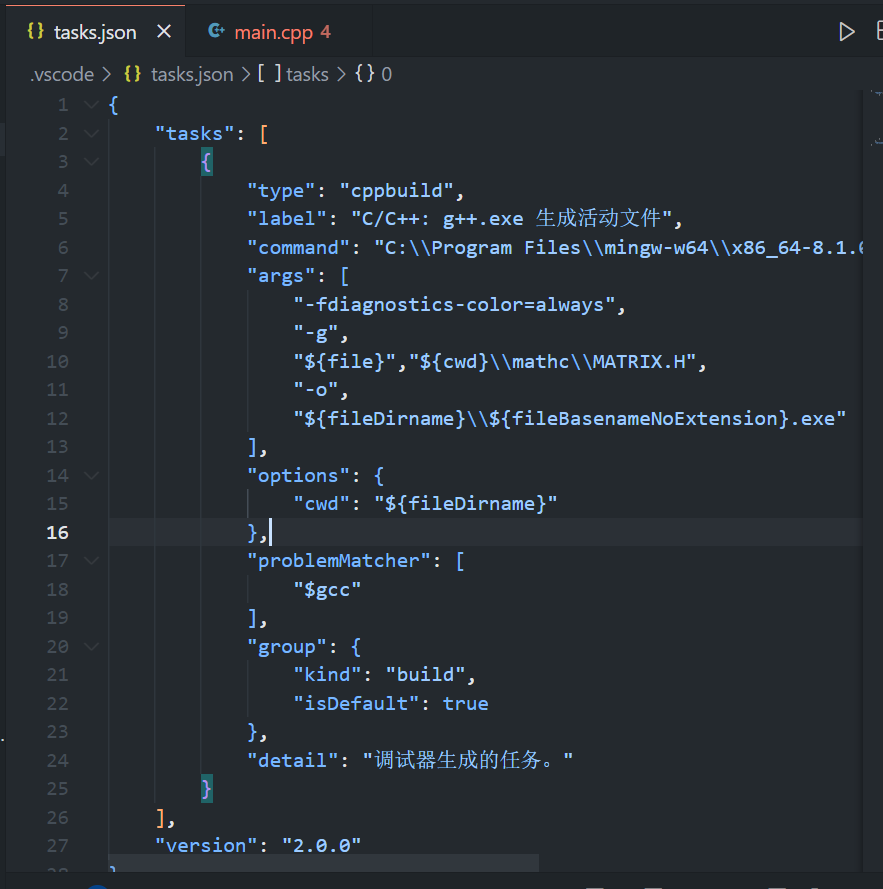 {} tasks.json × C++ main.cpp 4
.vscode > {} tasks.json > [ ] tasks > {} 0
1 {
2 "tasks": [
3 {
4 "type": "cppbuild",
5 "label": "C/C++: g++.exe 生成活动文件",
6 "command": "C:\\Program Files\\mingw-w64\\x86_64-8.1.0
7 "args": [
8 "-fdiagnostics-color=always",
9 "-g",
10 "${file}","${cwd}\\mathc\\MATRIX.H",
11 "-o",
12 "${fileDirname}\\${fileBasenameNoExtension}.exe"
13 ],
14 "options": {
15 "cwd": "${fileDirname}"
16 },
17 "problemMatcher": [
18 "$gcc"
19 ],
20 "group": {
21 "kind": "build",
22 "isDefault": true
23 },
24 "detail": "调试器生成的任务。"
25 }
26 ],
27 "version": "2.0.0"
28 }